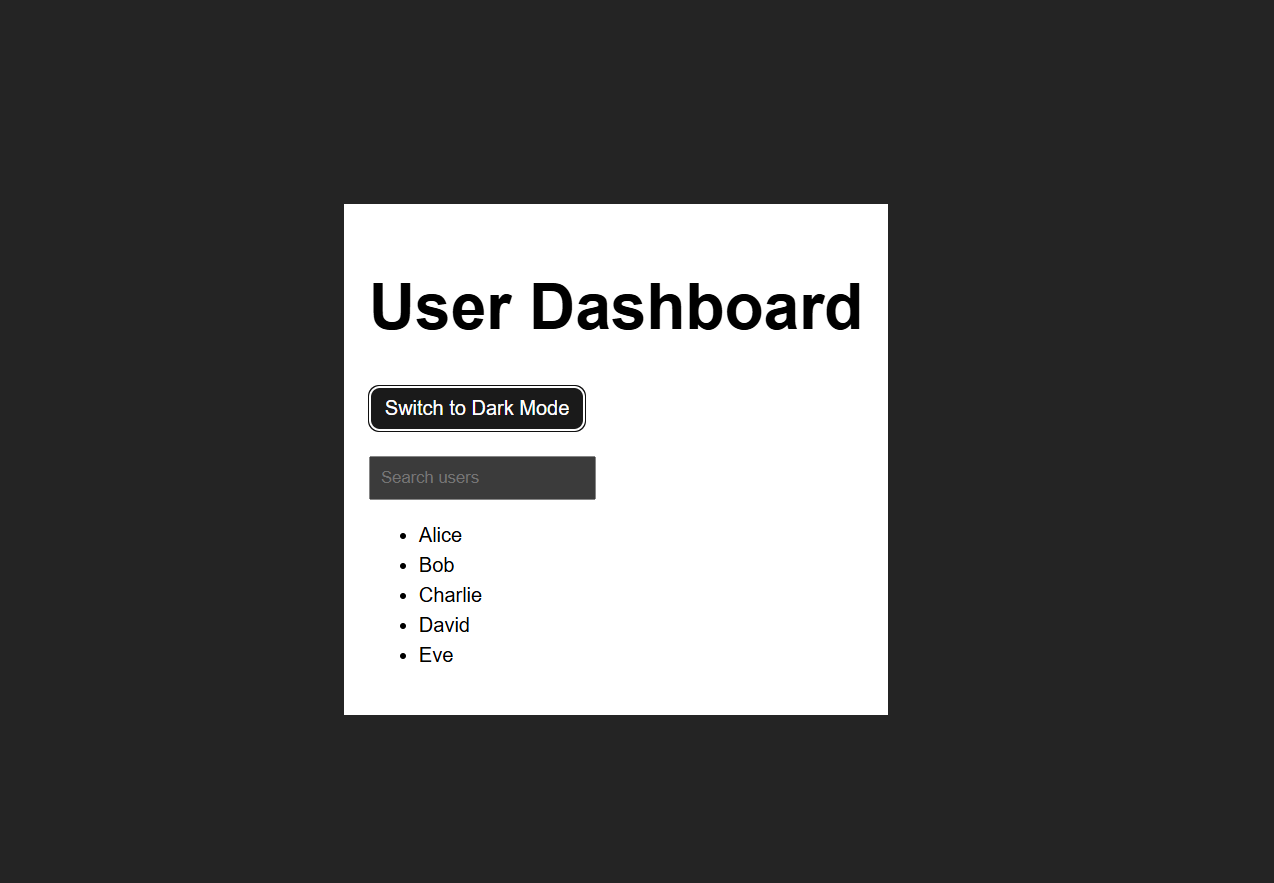 User Dashboard
Switch to Dark Mode
Search users
Alice
Bob
Charlie
David
Eve